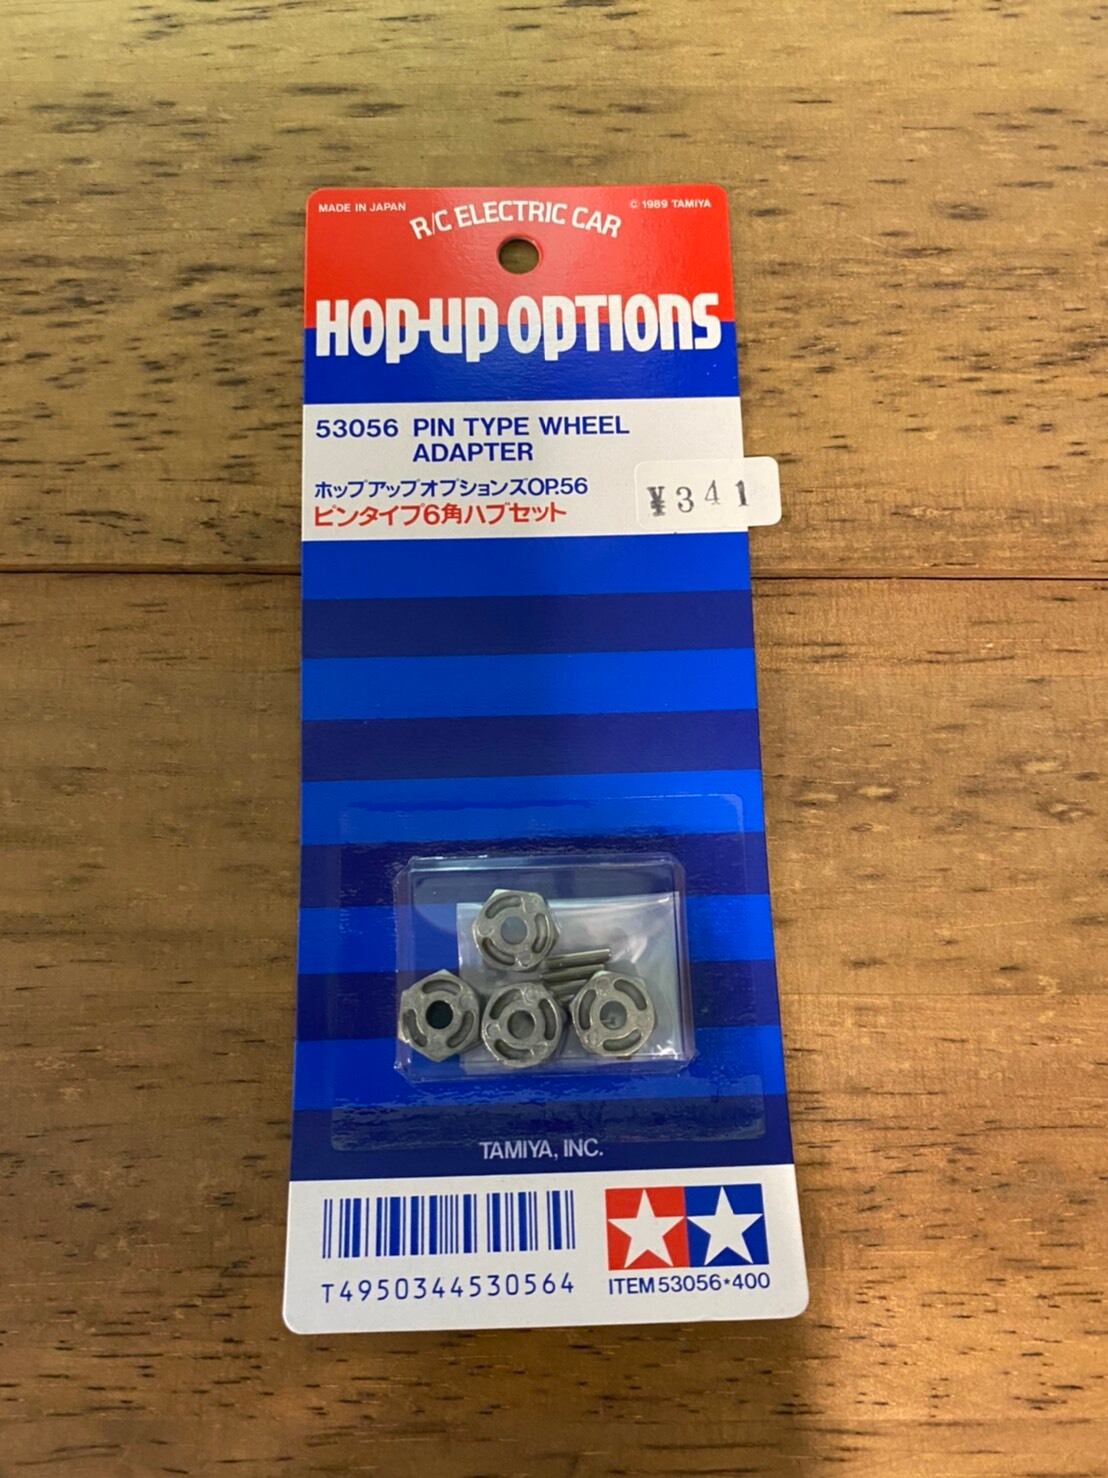 MADE IN JAPAN
© 1989 TAMIYA
R/C ELECTRIC CAR
HOP-UP OPTIONS
53056 PIN TYPE WHEEL
ADAPTER
ホップアップオプションズOP.56
ピンタイプ6角ハブセット
¥341
TAMIYA, INC.
T4950344530564
ITEM 53056★400